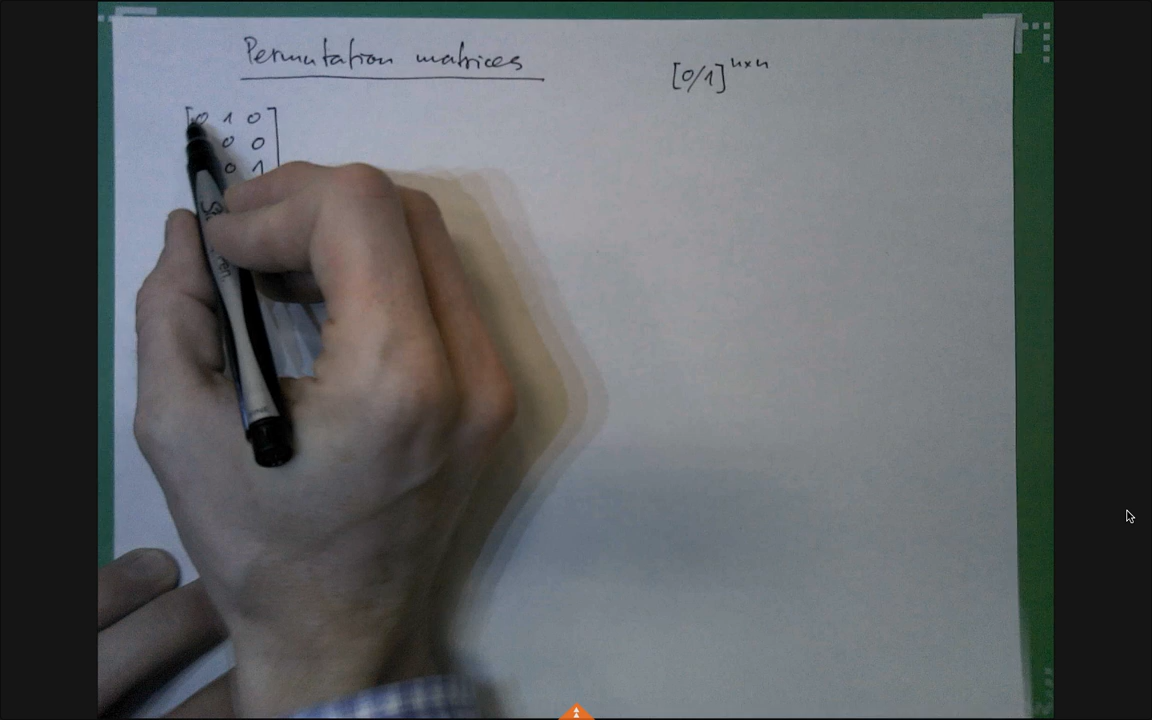 Permutation matrices
[0/1]^{n×n}
[0 1 0]
0 0
0 1